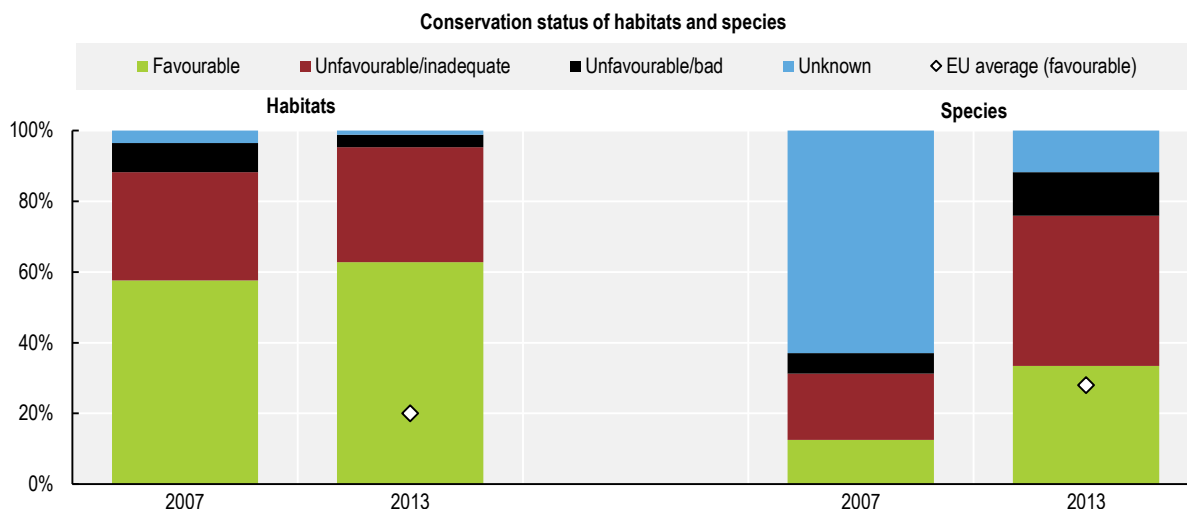 Conservation status of habitats and species
Favourable Unfavourable/inadequate Unfavourable/bad Unknown EU average (favourable)
Habitats Species
100%
80%
60%
40%
20%
0%
2007 2013 2007 2013